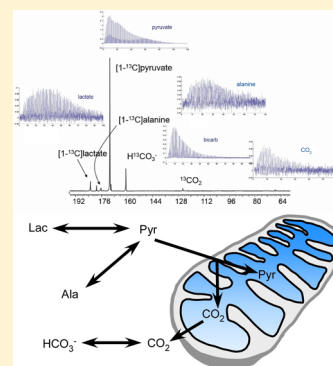 pyruvate
[1-¹³C]pyruvate
lactate
alanine
[1-¹³C]alanine
bicarb
CO₂
[1-¹³C]lactate
H¹³CO₃⁻
¹³CO₂
192 176 160 144 128 112 96 80 64
Lac
Pyr
Pyr
Ala
CO₂
HCO₃⁻
CO₂